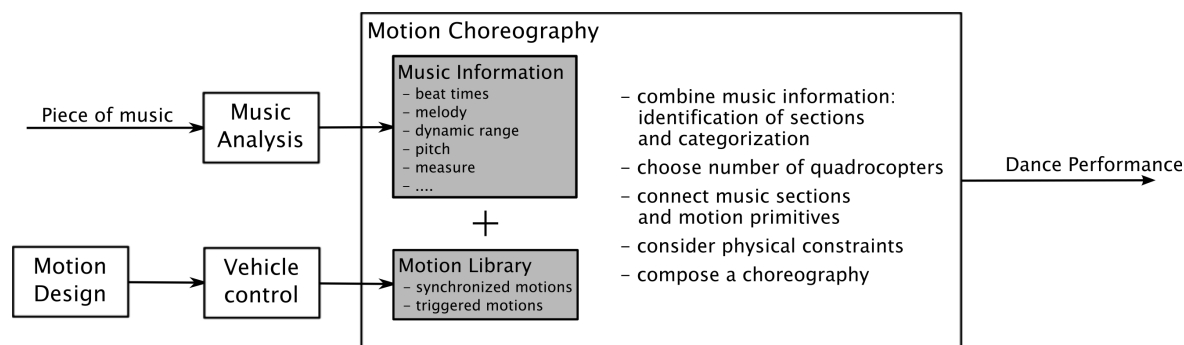 Motion Choreography
Piece of music
Music
Analysis
Music Information
- beat times
- melody
- dynamic range
- pitch
- measure
- ....
+
Motion
Design
Vehicle
control
Motion Library
- synchronized motions
- triggered motions
– combine music information:
identification of sections
and categorization
– choose number of quadrocopters
– connect music sections
and motion primitives
– consider physical constraints
– compose a choreography
Dance Performance